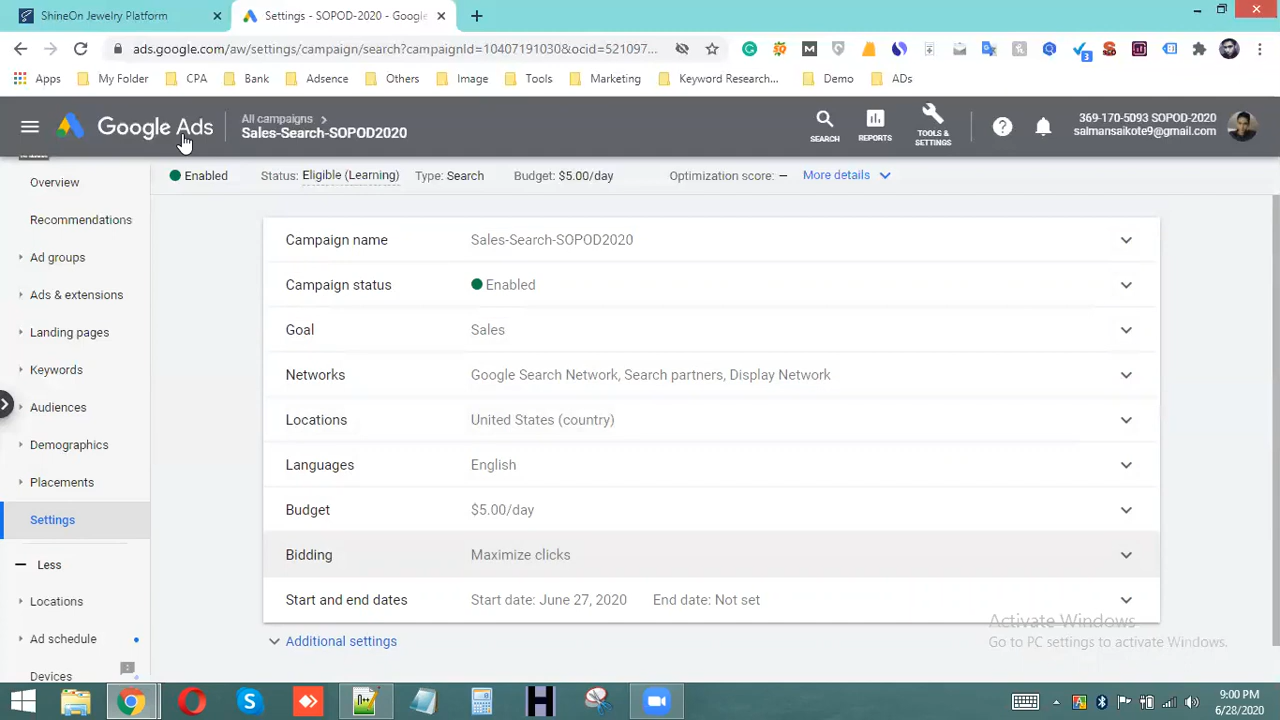 ShineOn Jewelry Platform
Settings - SOPOD-2020 - Google
ads.google.com/aw/settings/campaign/search?campaignId=10407191030&ocid=521097...
3
Apps
My Folder
CPA
Bank
Adsence
Others
Image
Tools
Marketing
Keyword Research...
Demo
ADs
Google Ads
All campaigns
Sales-Search-SOPOD2020
SEARCH
REPORTS
TOOLS &
SETTINGS
369-170-5093 SOPOD-2020
salmansaikote9@gmail.com
Enabled
Status: Eligible (Learning)
Type: Search
Budget: $5.00/day
Optimization score: –
More details
Overview
Recommendations
Ad groups
Ads & extensions
Landing pages
Keywords
Audiences
Demographics
Placements
Settings
Less
Locations
Ad schedule
Devices
Campaign name
Sales-Search-SOPOD2020
Campaign status
Enabled
Goal
Sales
Networks
Google Search Network, Search partners, Display Network
Locations
United States (country)
Languages
English
Budget
$5.00/day
Bidding
Maximize clicks
Start and end dates
Start date: June 27, 2020
End date: Not set
Additional settings
Activate Windows
Go to PC settings to activate Windows.
9:00 PM
6/28/2020